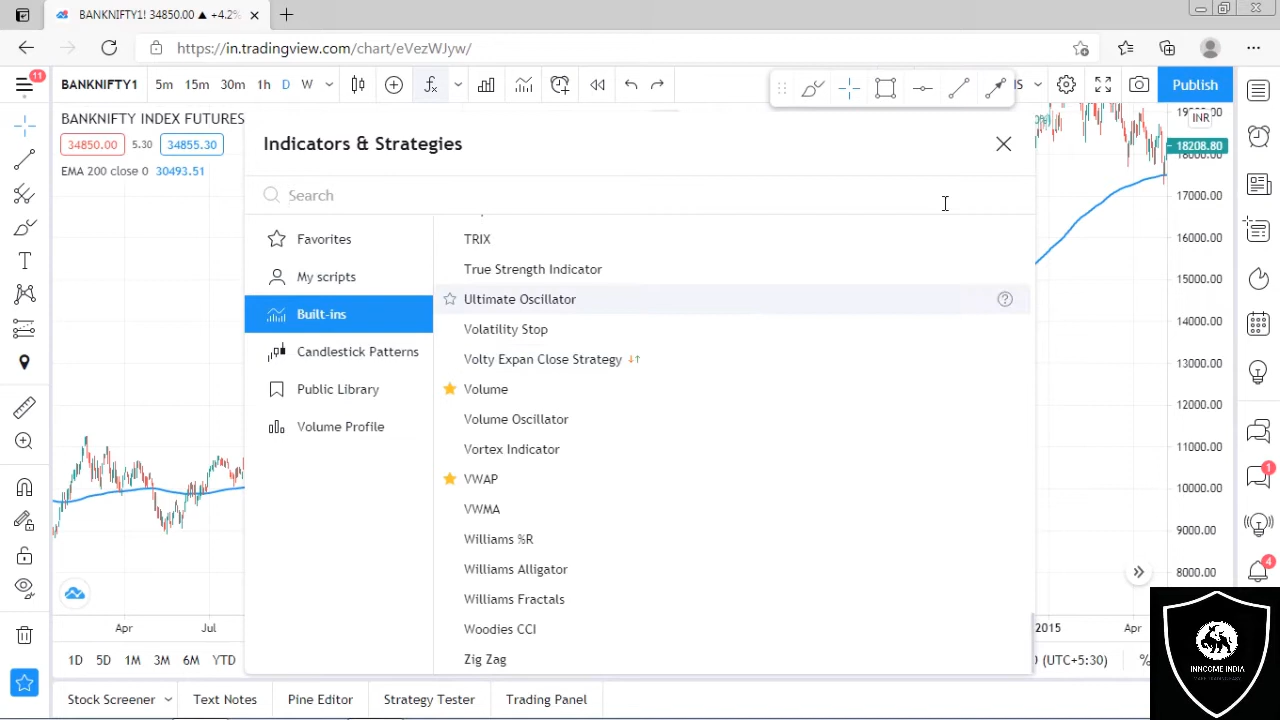 BANKNIFTY1! 34850.00 ▲ +4.2%
https://in.tradingview.com/chart/eVezWJyw/
11
BANKNIFTY1 5m 15m 30m 1h D W
Publish
BANKNIFTY INDEX FUTURES
34850.00 5.30 34855.30
EMA 200 close 0 30493.51
Indicators & Strategies
Search
Favorites
My scripts
Built-ins
Candlestick Patterns
Public Library
Volume Profile
TRIX
True Strength Indicator
Ultimate Oscillator
Volatility Stop
Volty Expan Close Strategy
Volume
Volume Oscillator
Vortex Indicator
VWAP
VWMA
Williams %R
Williams Alligator
Williams Fractals
Woodies CCI
Zig Zag
INR
18208.80
17000.00
16000.00
15000.00
14000.00
13000.00
12000.00
11000.00
10000.00
9000.00
8000.00
1
4
Apr Jul 2015 Apr
1D 5D 1M 3M 6M YTD
(UTC+5:30) %
Stock Screener Text Notes Pine Editor Strategy Tester Trading Panel
INNCOME INDIA